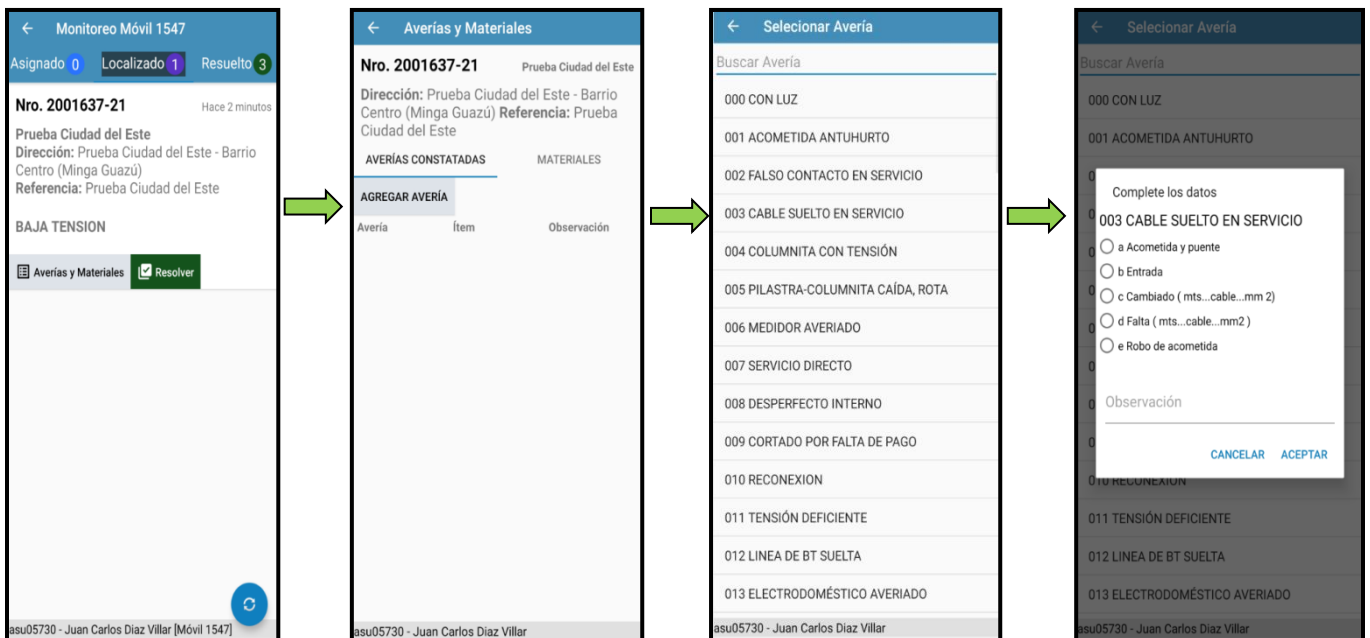 Monitoreo Móvil 1547
Asignado 0 Localizado 1 Resuelto 3
Nro. 2001637-21 Hace 2 minutos
Prueba Ciudad del Este
Dirección: Prueba Ciudad del Este - Barrio
Centro (Minga Guazú)
Referencia: Prueba Ciudad del Este
BAJA TENSION
Averías y Materiales Resolver
asu05730 - Juan Carlos Diaz Villar [Móvil 1547]
Averías y Materiales
Nro. 2001637-21 Prueba Ciudad del Este
Dirección: Prueba Ciudad del Este - Barrio
Centro (Minga Guazú) Referencia: Prueba
Ciudad del Este
AVERÍAS CONSTATADAS MATERIALES
AGREGAR AVERÍA
Avería Ítem Observación
asu05730 - Juan Carlos Diaz Villar
Selecionar Avería
Buscar Avería
000 CON LUZ
001 ACOMETIDA ANTUHURTO
002 FALSO CONTACTO EN SERVICIO
003 CABLE SUELTO EN SERVICIO
004 COLUMNITA CON TENSIÓN
005 PILASTRA-COLUMNITA CAÍDA, ROTA
006 MEDIDOR AVERIADO
007 SERVICIO DIRECTO
008 DESPERFECTO INTERNO
009 CORTADO POR FALTA DE PAGO
010 RECONEXION
011 TENSIÓN DEFICIENTE
012 LINEA DE BT SUELTA
013 ELECTRODOMÉSTICO AVERIADO
asu05730 - Juan Carlos Diaz Villar
Selecionar Avería
Buscar Avería
000 CON LUZ
001 ACOMETIDA ANTUHURTO
Complete los datos
003 CABLE SUELTO EN SERVICIO
a Acometida y puente
b Entrada
c Cambiado ( mts...cable...mm 2)
d Falta ( mts...cable...mm2 )
e Robo de acometida
Observación
CANCELAR ACEPTAR
010 RECONEXION
011 TENSIÓN DEFICIENTE
012 LINEA DE BT SUELTA
013 ELECTRODOMÉSTICO AVERIADO
asu05730 - Juan Carlos Diaz Villar